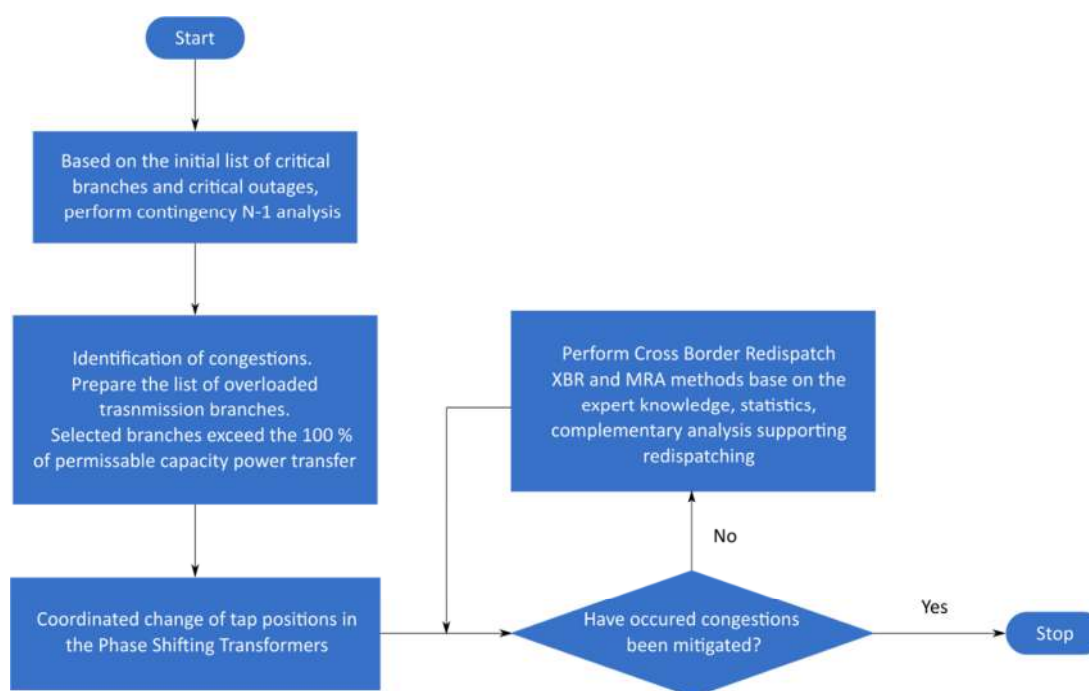 Start
Based on the initial list of critical
branches and critical outages,
perform contingency N-1 analysis
Identification of congestions.
Prepare the list of overloaded
trasnmission branches.
Selected branches exceed the 100 %
of permissable capacity power transfer
Coordinated change of tap positions in
the Phase Shifting Transformers
Perform Cross Border Redispatch
XBR and MRA methods base on the
expert knowledge, statistics,
complementary analysis supporting
redispatching
No
Have occured congestions
been mitigated?
Yes
Stop